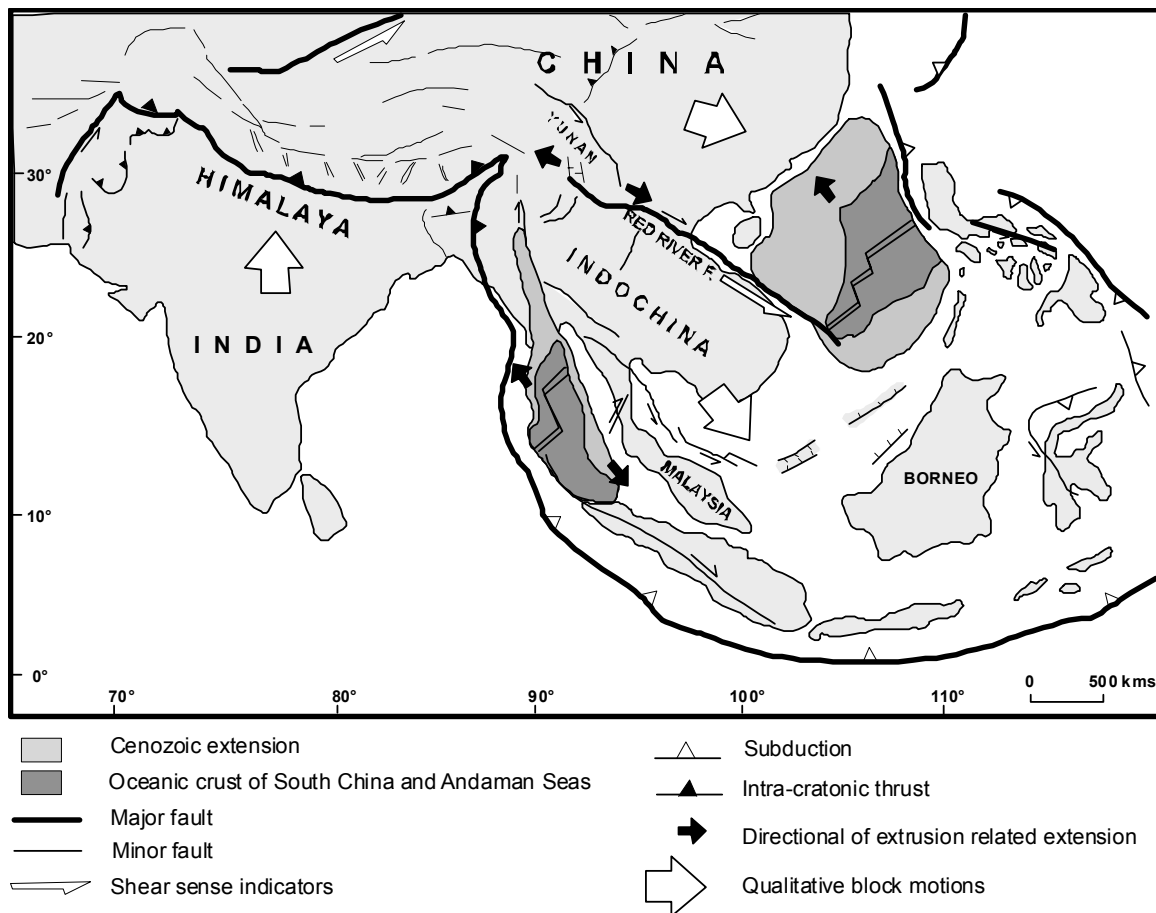 CHINA
YUNAN
30°
HIMALAYA
RED RIVER F.
INDOCHINA
20°
INDIA
MALAYSIA
BORNEO
10°
0°
0 500 kms
70° 80° 90° 100° 110°
Cenozoic extension
Oceanic crust of South China and Andaman Seas
Major fault
Minor fault
Shear sense indicators
Subduction
Intra-cratonic thrust
Directional of extrusion related extension
Qualitative block motions